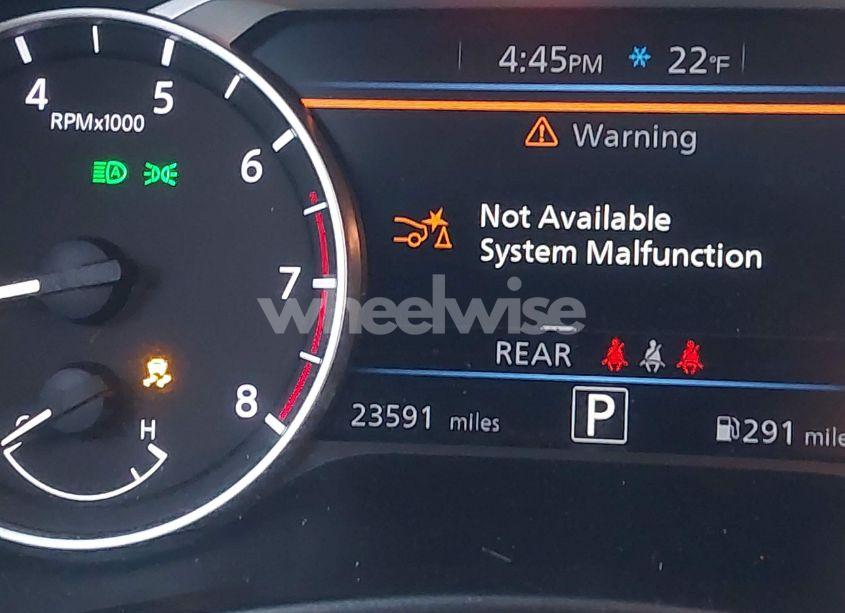 4:45PM 22°F
4 5 6 7 8
RPMx1000
A
Warning
Not Available
System Malfunction
wheelwise
REAR
H
23591 miles P 291 mile